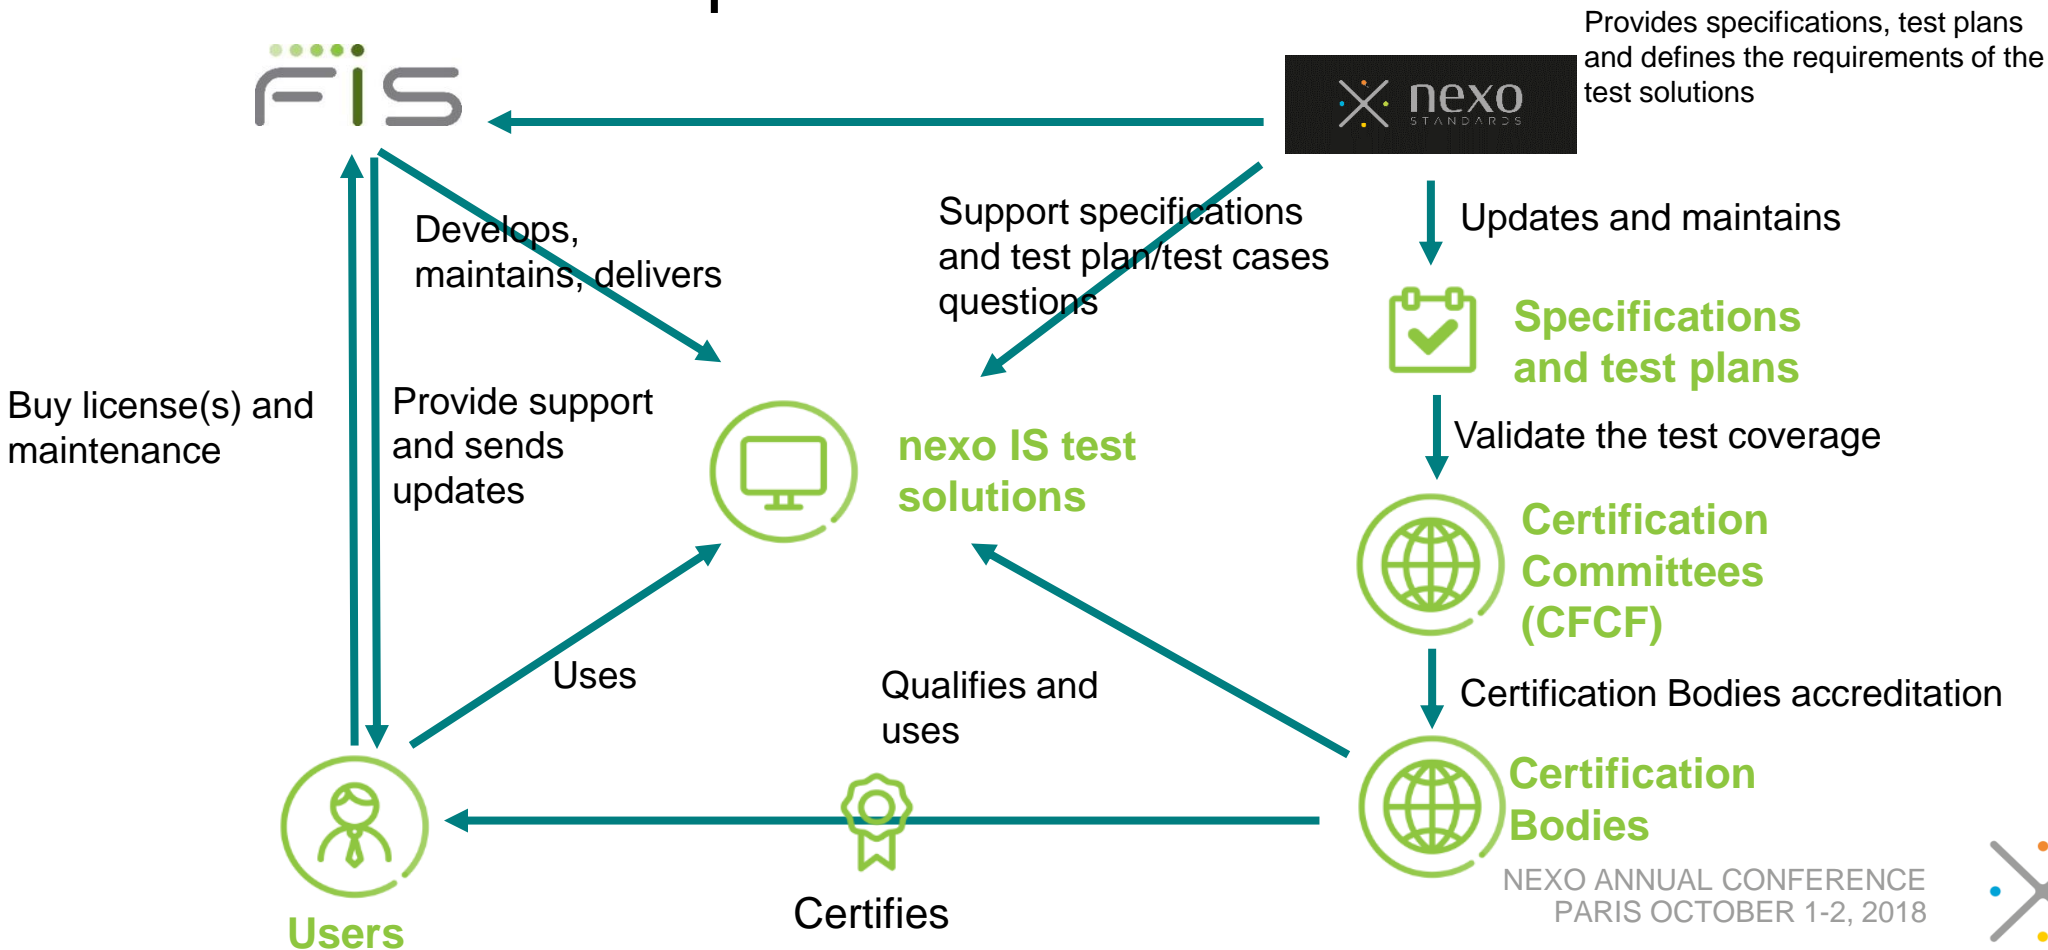 Provides specifications, test plans
and defines the requirements of the
test solutions
FIS
nexo
STANDARDS
Develops,
maintains, delivers
Support specifications
and test plan/test cases
questions
Updates and maintains
Specifications
and test plans
Buy license(s) and
maintenance
Provide support
and sends
updates
nexo IS test
solutions
Validate the test coverage
Certification
Committees
(CFCF)
Uses
Qualifies and
uses
Certification Bodies accreditation
Certification
Bodies
Certifies
Users
NEXO ANNUAL CONFERENCE
PARIS OCTOBER 1-2, 2018